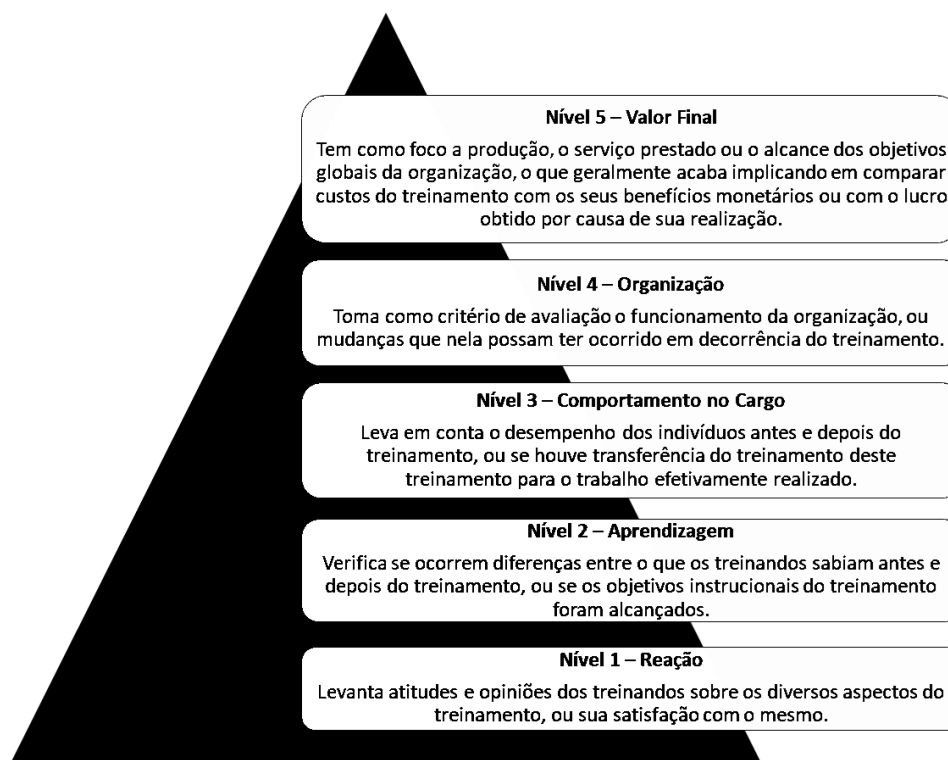 Nível 5 – Valor Final
Tem como foco a produção, o serviço prestado ou o alcance dos objetivos
globais da organização, o que geralmente acaba implicando em comparar
custos do treinamento com os seus benefícios monetários ou com o lucro
obtido por causa de sua realização.
Nível 4 – Organização
Toma como critério de avaliação o funcionamento da organização, ou
mudanças que nela possam ter ocorrido em decorrência do treinamento.
Nível 3 – Comportamento no Cargo
Leva em conta o desempenho dos indivíduos antes e depois do
treinamento, ou se houve transferência do treinamento deste
treinamento para o trabalho efetivamente realizado.
Nível 2 – Aprendizagem
Verifica se ocorrem diferenças entre o que os treinandos sabiam antes e
depois do treinamento, ou se os objetivos instrucionais do treinamento
foram alcançados.
Nível 1 – Reação
Levanta atitudes e opiniões dos treinandos sobre os diversos aspectos do
treinamento, ou sua satisfação com o mesmo.